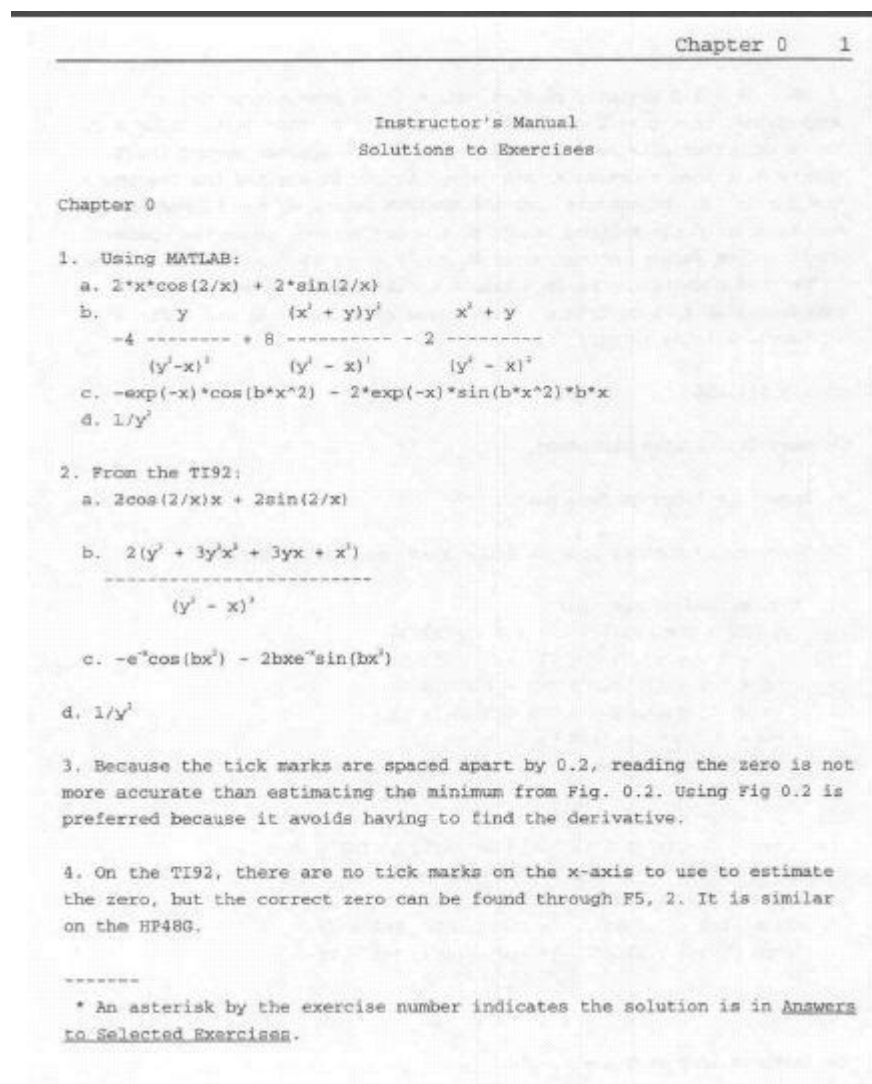 Chapter 0 1
Instructor's Manual
Solutions to Exercises
Chapter 0
1. Using MATLAB:
a. 2*x*cos(2/x) + 2*sin(2/x)
b. y (x² + y)y² x² + y
-4 -------- + 8 ---------- - 2 ---------
(y²-x)² (y² - x)³ (y² - x)²
c. -exp(-x)*cos(b*x^2) - 2*exp(-x)*sin(b*x^2)*b*x
d. 1/y²
2. From the TI92:
a. 2cos(2/x)x + 2sin(2/x)
b. 2(y³ + 3y²x² + 3yx + x³)
------------------------
(y² - x)³
c. -e⁻ˣcos(bx²) - 2bxe⁻ˣsin(bx²)
d. 1/y²
3. Because the tick marks are spaced apart by 0.2, reading the zero is not
more accurate than estimating the minimum from Fig. 0.2. Using Fig 0.2 is
preferred because it avoids having to find the derivative.
4. On the TI92, there are no tick marks on the x-axis to use to estimate
the zero, but the correct zero can be found through F5, 2. It is similar
on the HP48G.
-------
* An asterisk by the exercise number indicates the solution is in Answers
to Selected Exercises.